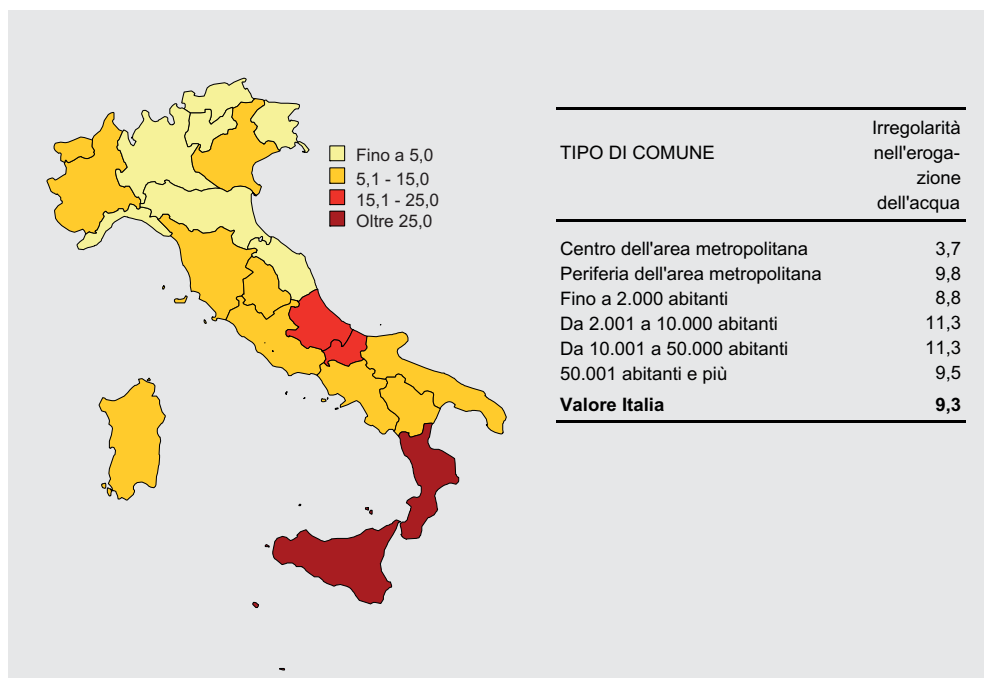 Fino a 5,0
5,1 - 15,0
15,1 - 25,0
Oltre 25,0
TIPO DI COMUNE
Irregolarità
nell'eroga-
zione
dell'acqua
Centro dell'area metropolitana 3,7
Periferia dell'area metropolitana 9,8
Fino a 2.000 abitanti 8,8
Da 2.001 a 10.000 abitanti 11,3
Da 10.001 a 50.000 abitanti 11,3
50.001 abitanti e più 9,5
Valore Italia 9,3